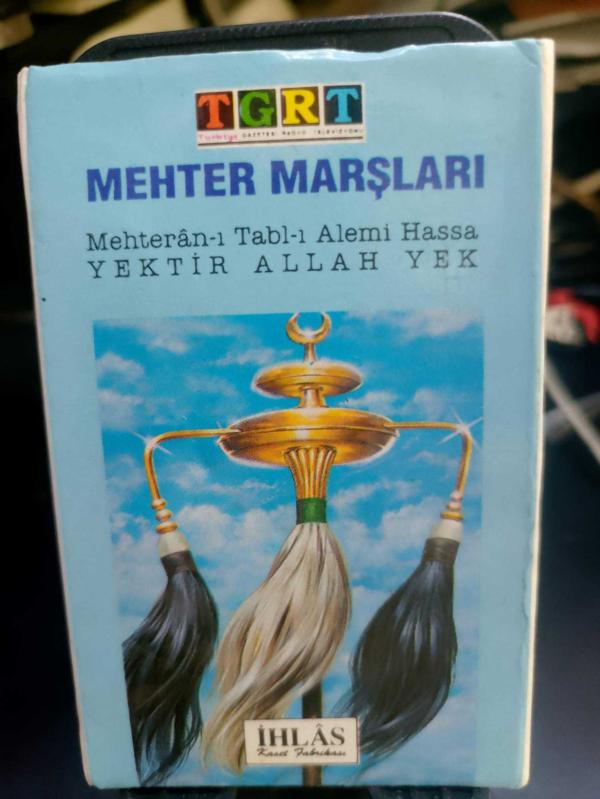 TGRT
Türkiye GAZETESİ RADYO TELEVİZYONU
MEHTER MARŞLARI
Mehterân-ı Tabl-ı Alemi Hassa
YEKTİR ALLAH YEK
İHLÂS
Kaset Fabrikası